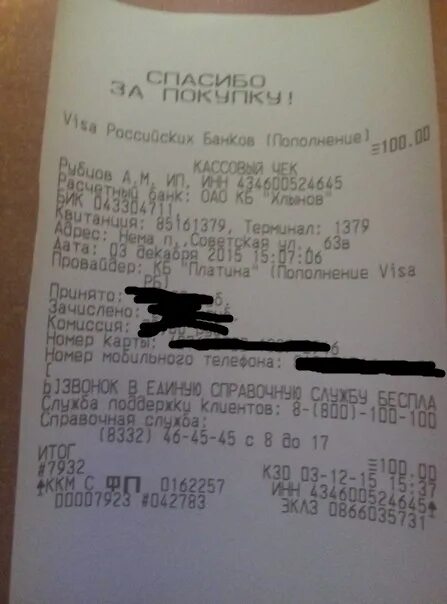 СПАСИБО
ЗА ПОКУПКУ!
Visa Российских Банков (Пополнение)
≡100.00
КАССОВЫЙ ЧЕК
Рубцов А.М. ИП, ИНН 434600524645
Расчетный банк: ОАО КБ "Хлынов"
БИК 043304711
Квитанция: 85161379, Терминал: 1379
Адрес: Нема п., Советская ул., 63в
Дата: 03 декабря 2015 15:07:06
Провайдер: КБ "Платина" (Пополнение Visa
РБ)
Принято:
Зачислено:
Комиссия:
Номер карты:
Номер мобильного телефона:
[
Ь]ЗВОНОК В ЕДИНУЮ СПРАВОЧНУЮ СЛУЖБУ БЕСПЛА
Служба поддержки клиентов: 8-(800)-100-100
Справочная служба:
(8332) 46-45-45 с 8 до 17
ИТОГ ≡100.00
#7932 КЗ0 03-12-15 15:37
ККМ С ФП 0162257 ИНН 434600524645
00007923 #042783 ЭКЛЗ 0866035731